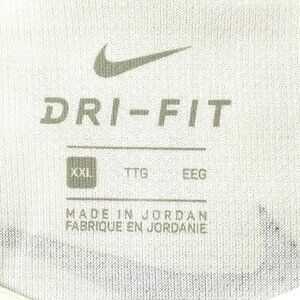 DRI-FIT
XXL TTG EEG
MADE IN JORDAN
FABRIQUE EN JORDANIE